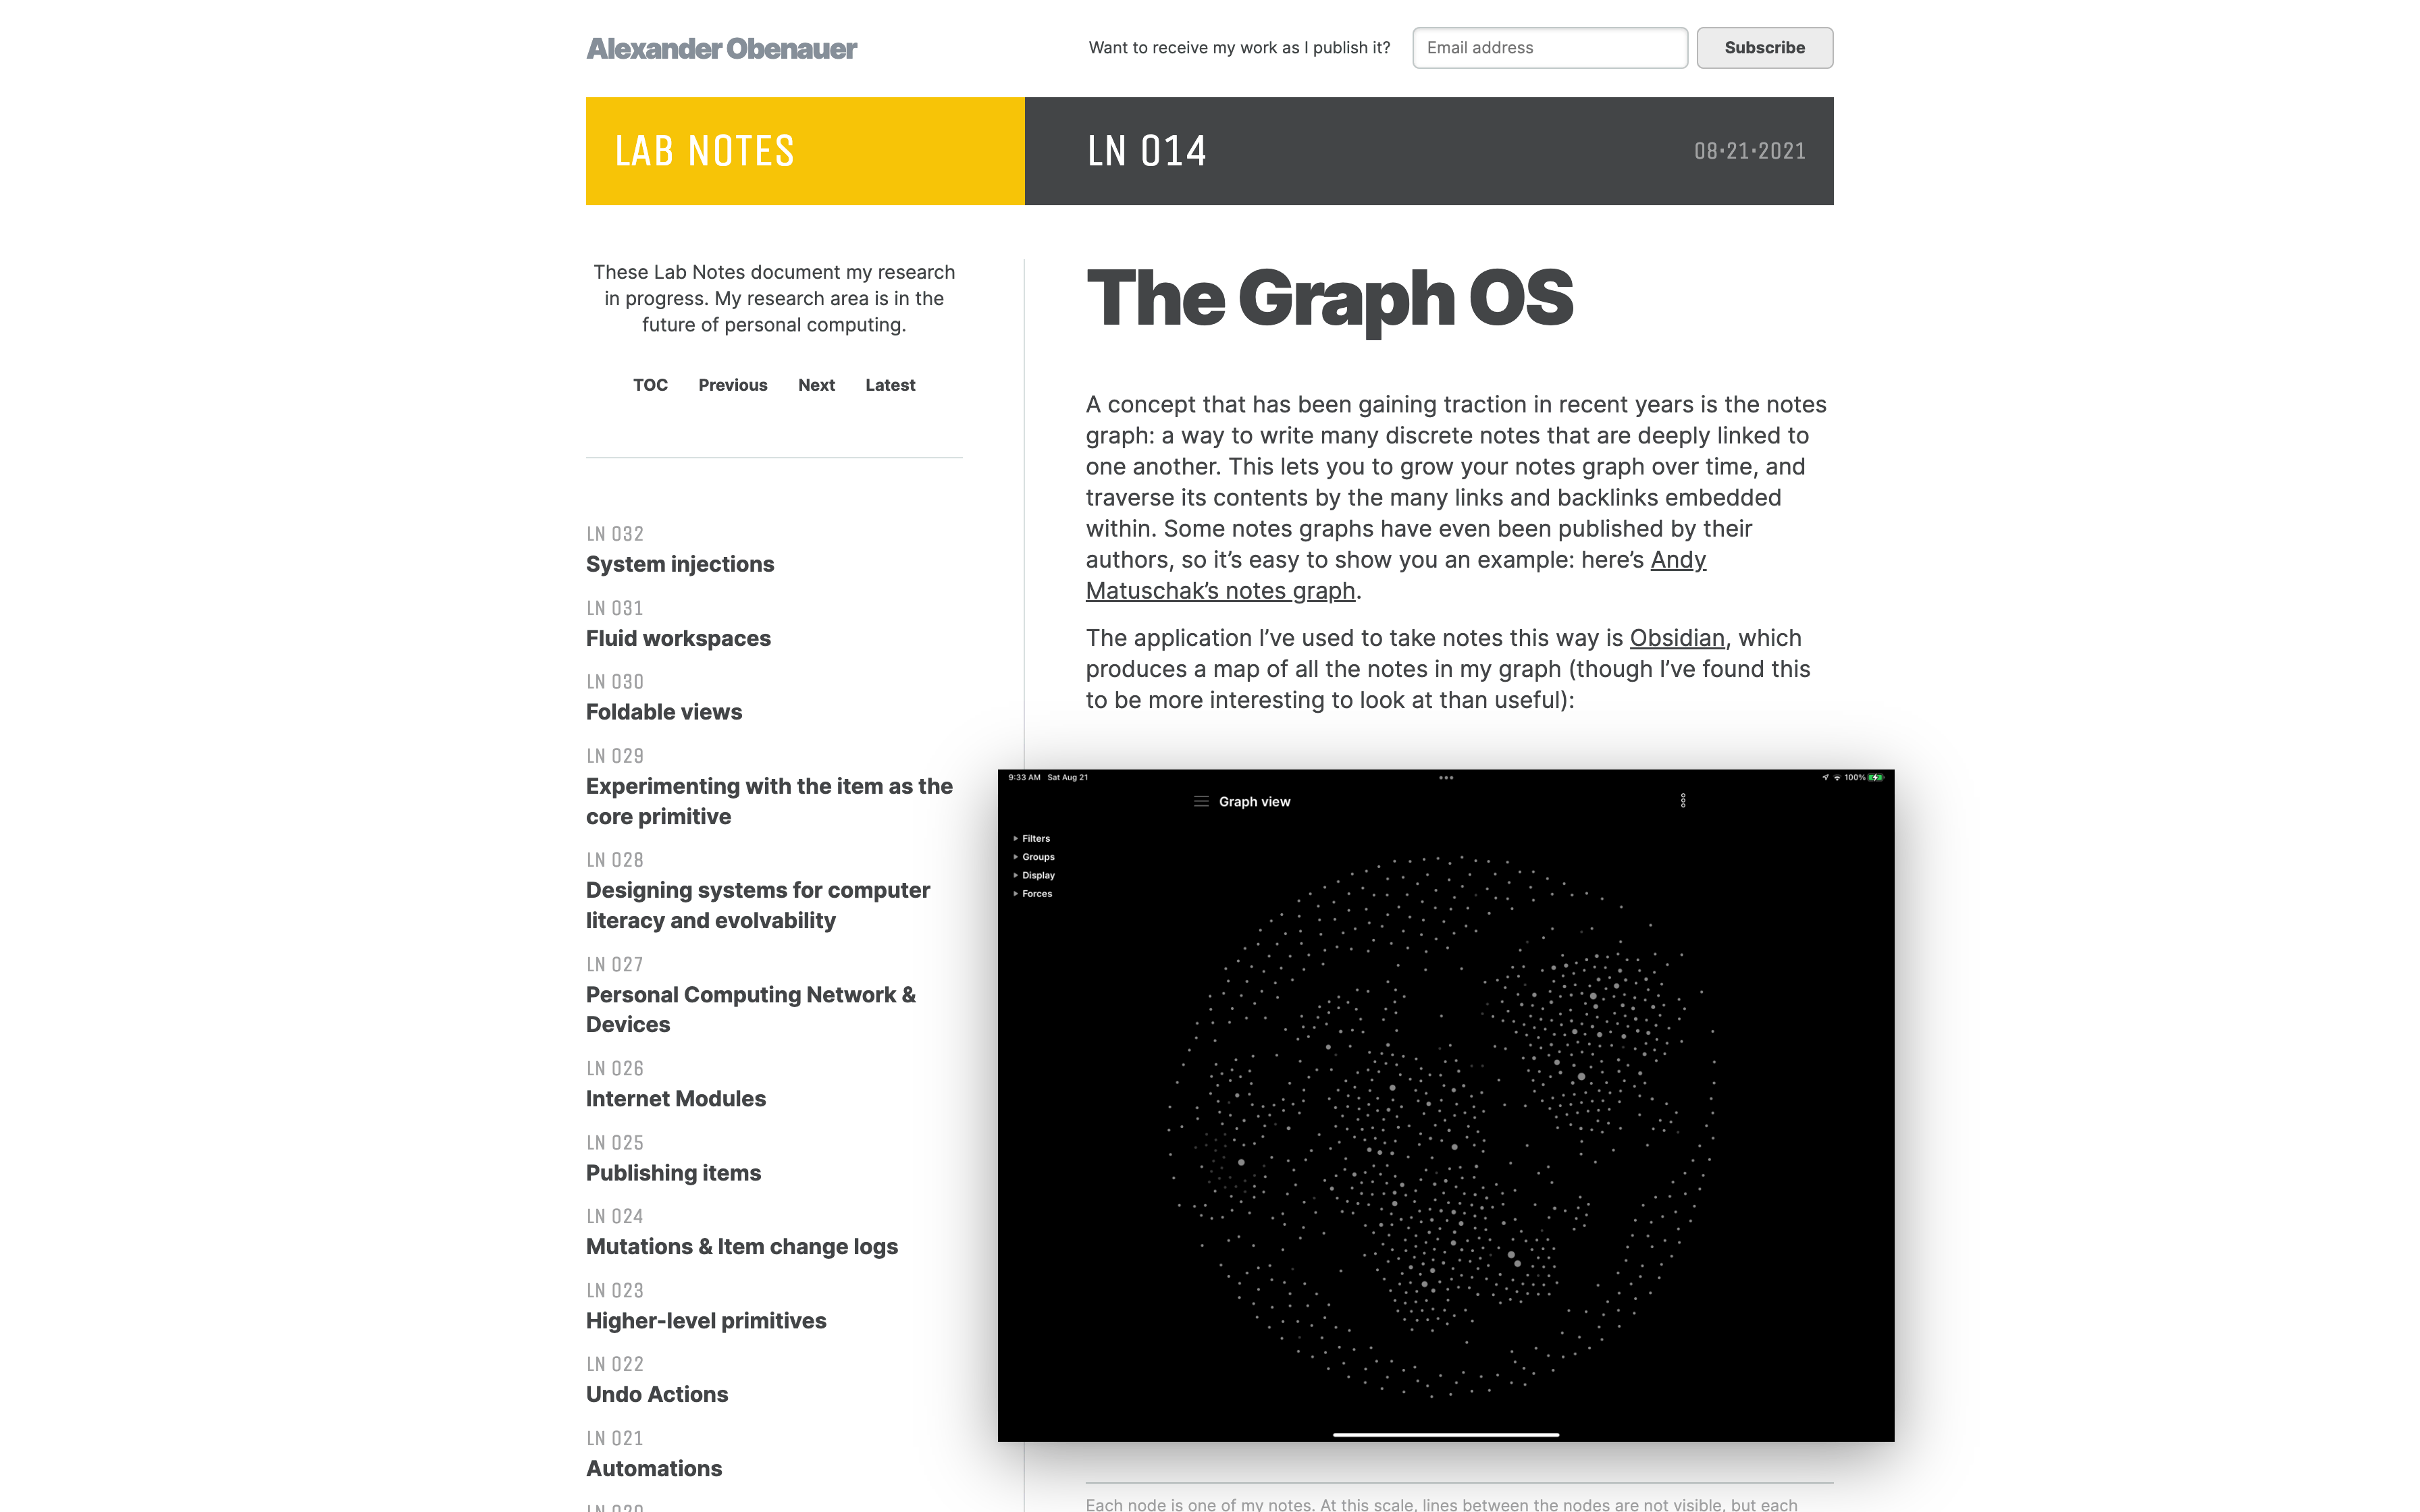 Alexander Obenauer
Want to receive my work as I publish it?
Email address
Subscribe
LAB NOTES
LN 014
08·21·2021
These Lab Notes document my research
in progress. My research area is in the
future of personal computing.
TOC Previous Next Latest
LN 032
System injections
LN 031
Fluid workspaces
LN 030
Foldable views
LN 029
Experimenting with the item as the
core primitive
LN 028
Designing systems for computer
literacy and evolvability
LN 027
Personal Computing Network &
Devices
LN 026
Internet Modules
LN 025
Publishing items
LN 024
Mutations & Item change logs
LN 023
Higher-level primitives
LN 022
Undo Actions
LN 021
Automations
LN 020
The Graph OS
A concept that has been gaining traction in recent years is the notes
graph: a way to write many discrete notes that are deeply linked to
one another. This lets you to grow your notes graph over time, and
traverse its contents by the many links and backlinks embedded
within. Some notes graphs have even been published by their
authors, so it’s easy to show you an example: here’s Andy
Matuschak’s notes graph.
The application I’ve used to take notes this way is Obsidian, which
produces a map of all the notes in my graph (though I’ve found this
to be more interesting to look at than useful):
9:33 AM Sat Aug 21
100%
Graph view
Filters
Groups
Display
Forces
Each node is one of my notes. At this scale, lines between the nodes are not visible, but each